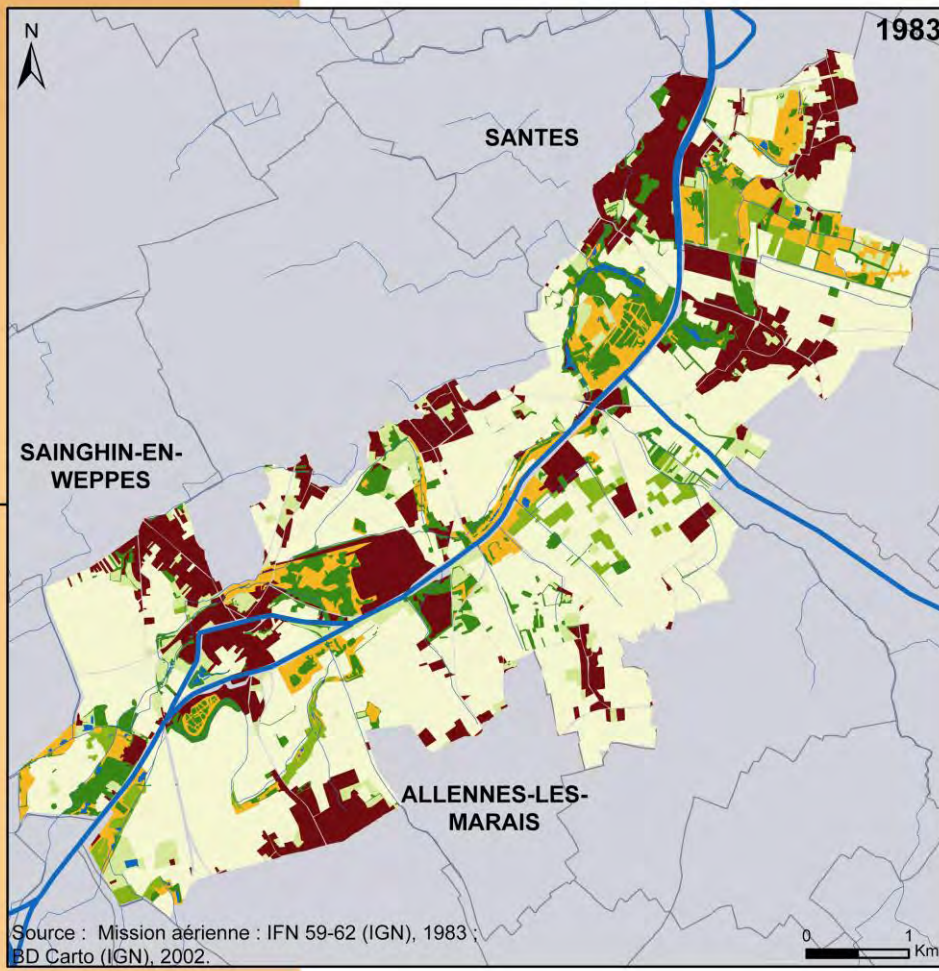 1983
N
SANTES
SAINGHIN-EN-
WEPPES
ALLENNES-LES-
MARAIS
Source : Mission aérienne : IFN 59-62 (IGN), 1983 ;
BD Carto (IGN), 2002.
0 1
Km